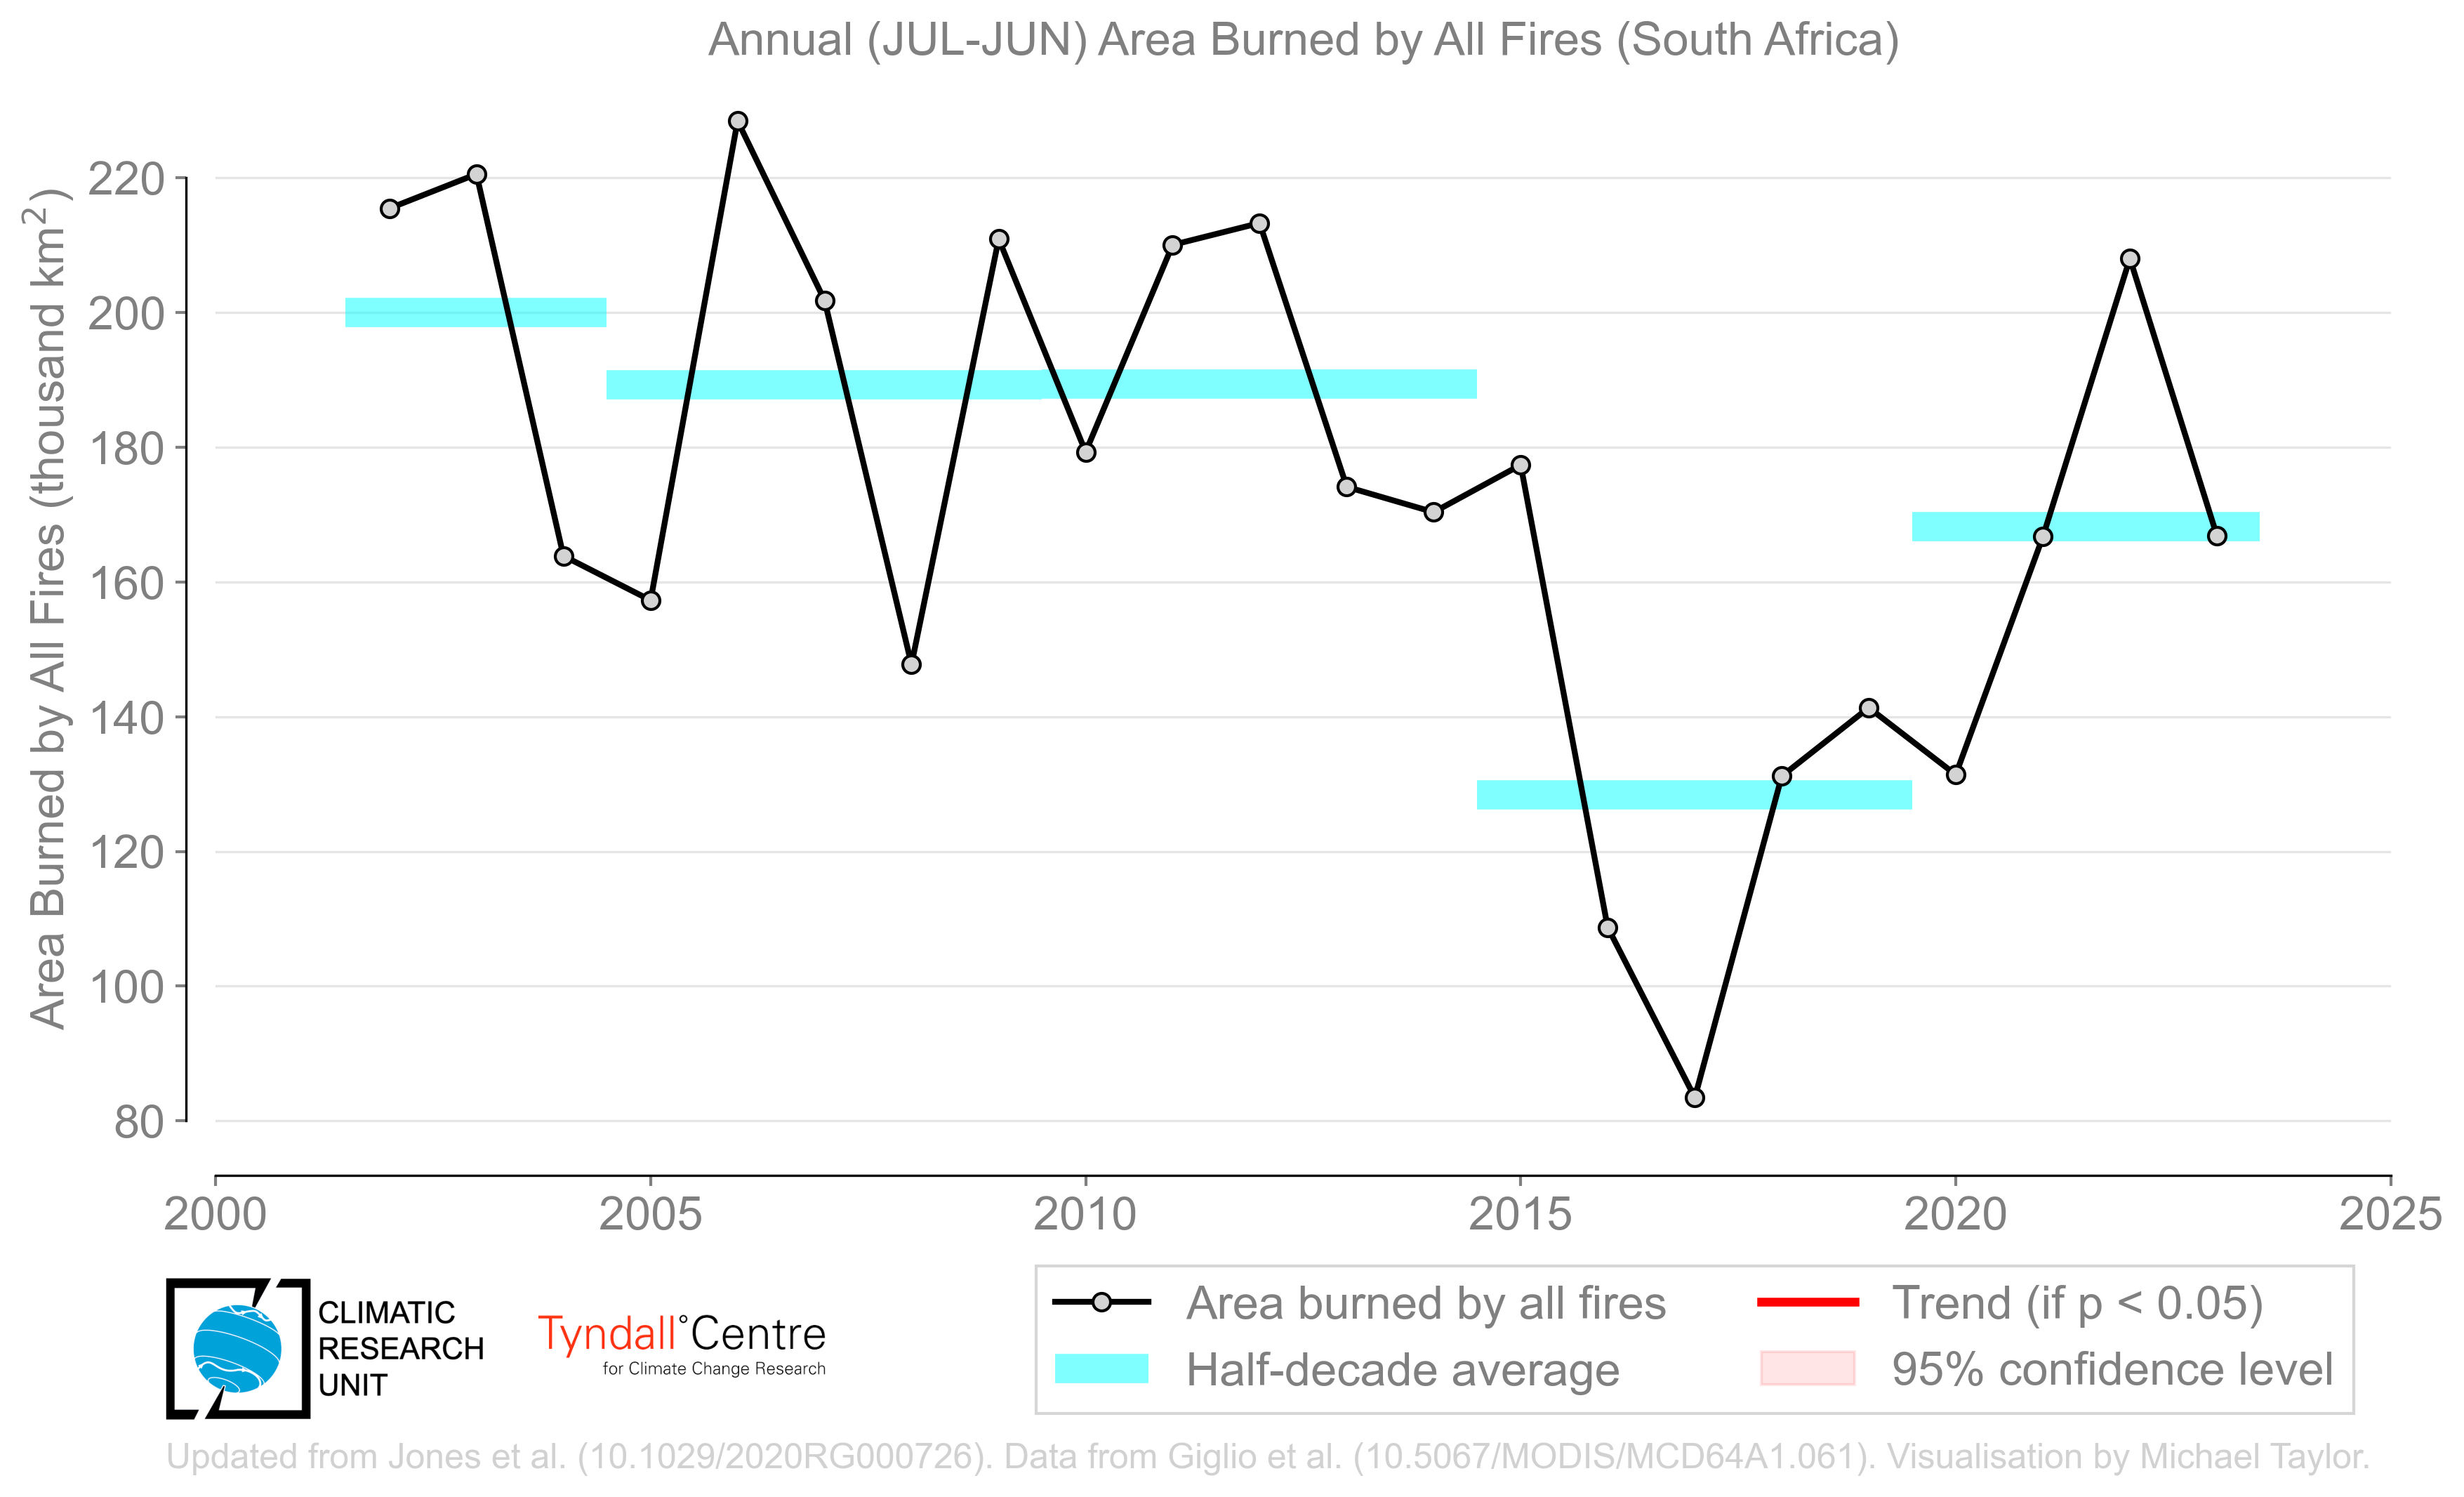 Annual (JUL-JUN) Area Burned by All Fires (South Africa)
Area Burned by All Fires (thousand km²)
220
200
180
160
140
120
100
80
2000 2005 2010 2015 2020 2025
CLIMATIC
RESEARCH
UNIT
Tyndall°Centre
for Climate Change Research
Area burned by all fires
Half-decade average
Trend (if p < 0.05)
95% confidence level
Updated from Jones et al. (10.1029/2020RG000726). Data from Giglio et al. (10.5067/MODIS/MCD64A1.061). Visualisation by Michael Taylor.